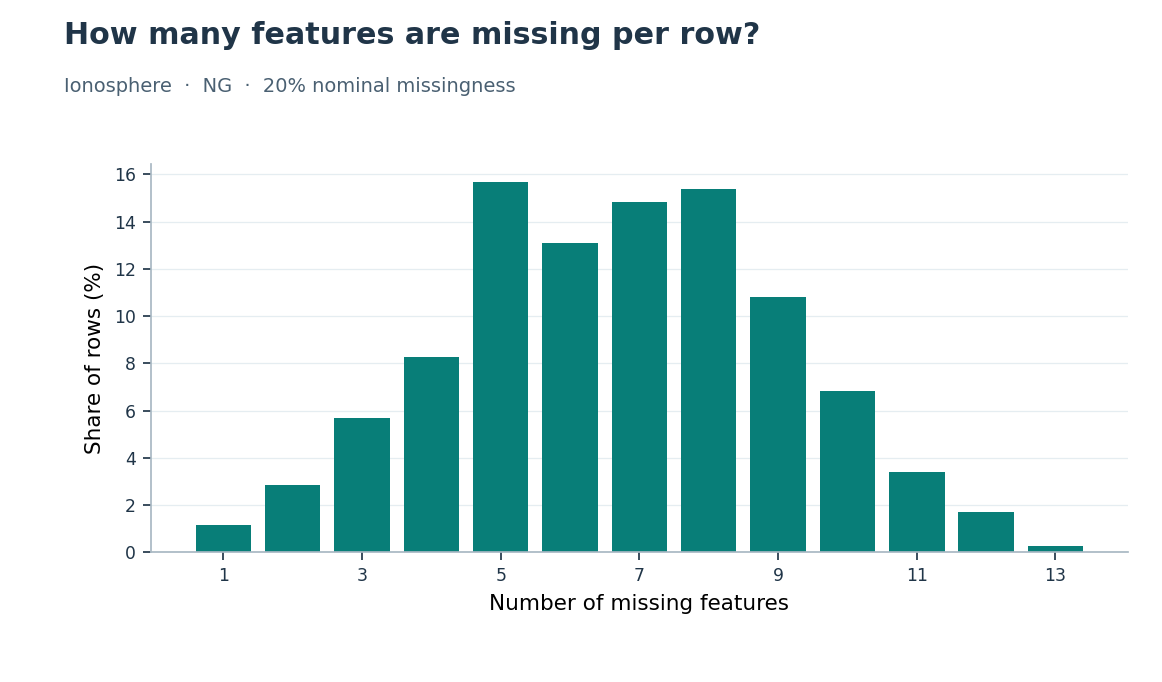 How many features are missing per row?
Ionosphere · NG · 20% nominal missingness
16
14
12
10
8
6
4
2
0
Share of rows (%)
1 3 5 7 9 11 13
Number of missing features